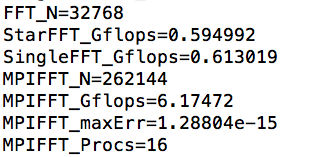 FFT_N=32768
StarFFT_Gflops=0.594992
SingleFFT_Gflops=0.613019
MPIFFT_N=262144
MPIFFT_Gflops=6.17472
MPIFFT_maxErr=1.28804e-15
MPIFFT_Procs=16